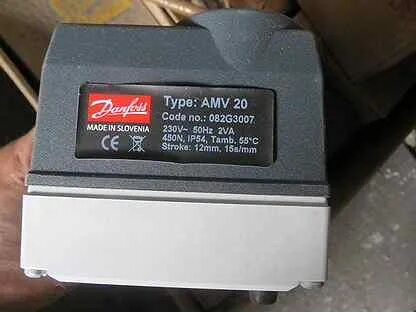 Danfoss
MADE IN SLOVENIA
CE
Type: AMV 20
Code no.: 082G3007
230V~ 50Hz 2VA
450N, IP54, Tamb, 55°C
Stroke: 12mm, 15s/mm